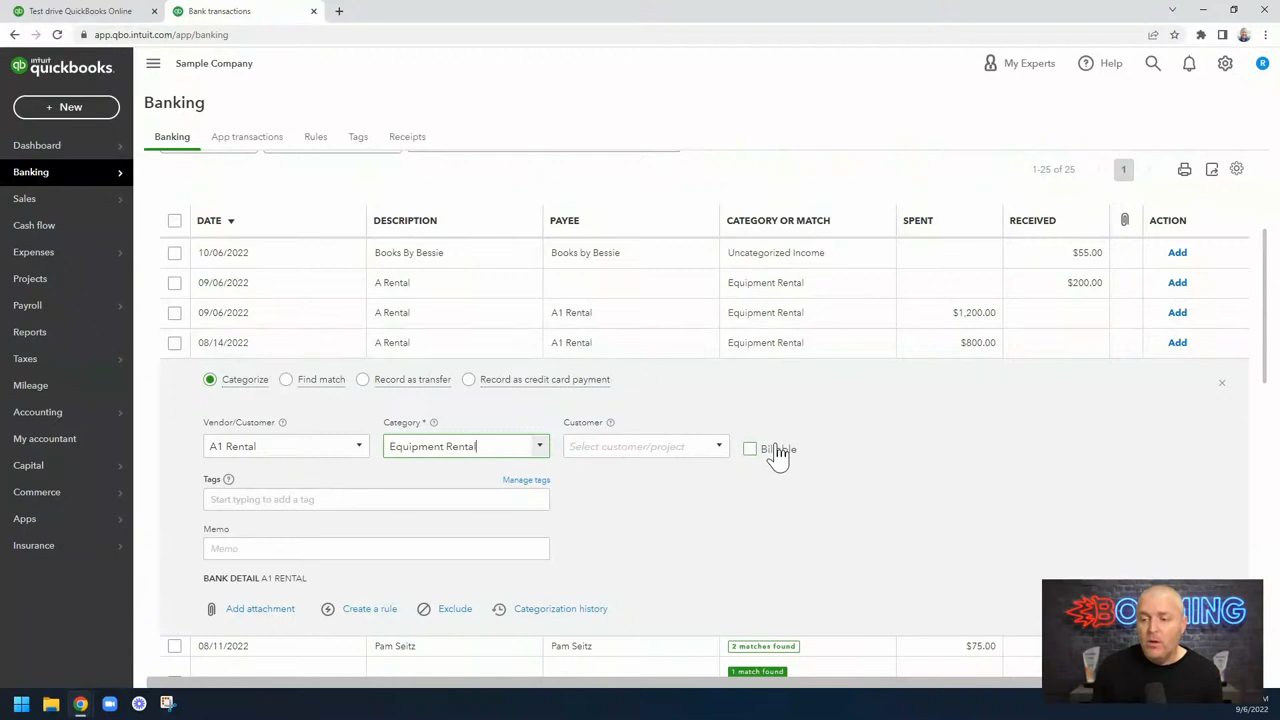 Test drive QuickBooks Online
Bank transactions
app.qbo.intuit.com/app/banking
intuit
quickbooks.
Sample Company
My Experts
Help
R
+ New
Banking
Dashboard
Banking
Sales
Cash flow
Expenses
Projects
Payroll
Reports
Taxes
Mileage
Accounting
My accountant
Capital
Commerce
Apps
Insurance
Banking App transactions Rules Tags Receipts
1-25 of 25 1
DATE DESCRIPTION PAYEE CATEGORY OR MATCH SPENT RECEIVED ACTION
10/06/2022 Books By Bessie Books by Bessie Uncategorized Income $55.00 Add
09/06/2022 A Rental Equipment Rental $200.00 Add
09/06/2022 A Rental A1 Rental Equipment Rental $1,200.00 Add
08/14/2022 A Rental A1 Rental Equipment Rental $800.00 Add
Categorize Find match Record as transfer Record as credit card payment
Vendor/Customer Category * Customer
A1 Rental Equipment Rental Select customer/project Billable
Tags Manage tags
Start typing to add a tag
Memo
Memo
BANK DETAIL A1 RENTAL
Add attachment Create a rule Exclude Categorization history
08/11/2022 Pam Seitz Pam Seitz 2 matches found $75.00
1 match found
BOOMING
9/6/2022